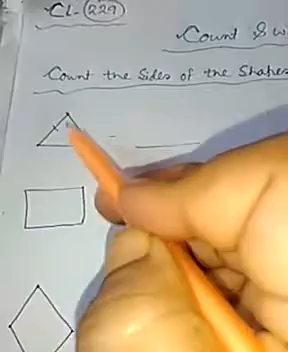 CL- 229
Count & w
Count the Sides of the Shapes